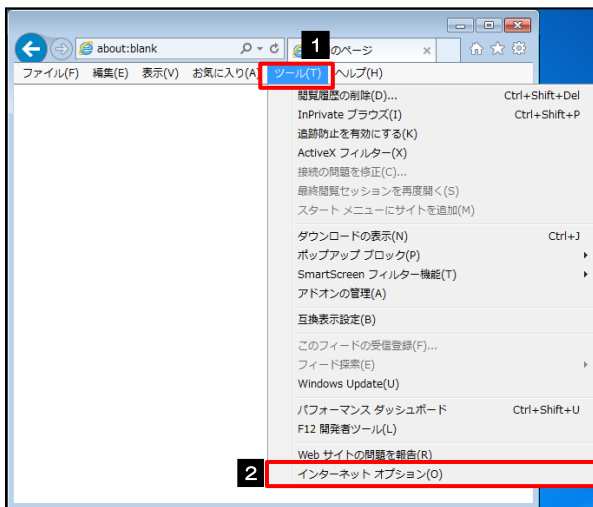 about:blank
1
のページ
ファイル(F) 編集(E) 表示(V) お気に入り(A) ツール(T) ヘルプ(H)
閲覧履歴の削除(D)... Ctrl+Shift+Del
InPrivate ブラウズ(I) Ctrl+Shift+P
追跡防止を有効にする(K)
ActiveX フィルター(X)
接続の問題を修正(C)...
最終閲覧セッションを再度開く(S)
スタート メニューにサイトを追加(M)
ダウンロードの表示(N) Ctrl+J
ポップアップ ブロック(P)
SmartScreen フィルター機能(T)
アドオンの管理(A)
互換表示設定(B)
このフィードの受信登録(F)...
フィード探索(E)
Windows Update(U)
パフォーマンス ダッシュボード Ctrl+Shift+U
F12 開発者ツール(L)
Web サイトの問題を報告(R)
2 インターネット オプション(O)